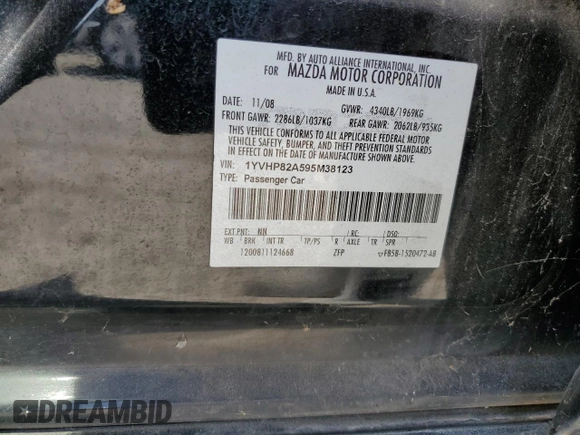 MFD. BY AUTO ALLIANCE INTERNATIONAL, INC.
FOR MAZDA MOTOR CORPORATION
MADE IN U.S.A.
DATE: 11/08 GVWR: 4340LB/1969KG
FRONT GAWR: 2286LB/1037KG REAR GAWR: 2062LB/935KG
THIS VEHICLE CONFORMS TO ALL APPLICABLE FEDERAL MOTOR
VEHICLE SAFETY, BUMPER, AND THEFT PREVENTION STANDARDS
IN EFFECT ON THE DATE OF MANUFACTURE SHOWN ABOVE.
VIN: 1YVHP82A595M38123
TYPE: Passenger Car
EXT PNT: NN RC: DSO:
WB BRK INT TR TP/PS R AXLE TR SPR
1200811124668 ZFP FB5B-1520472-AB
DREAMBID